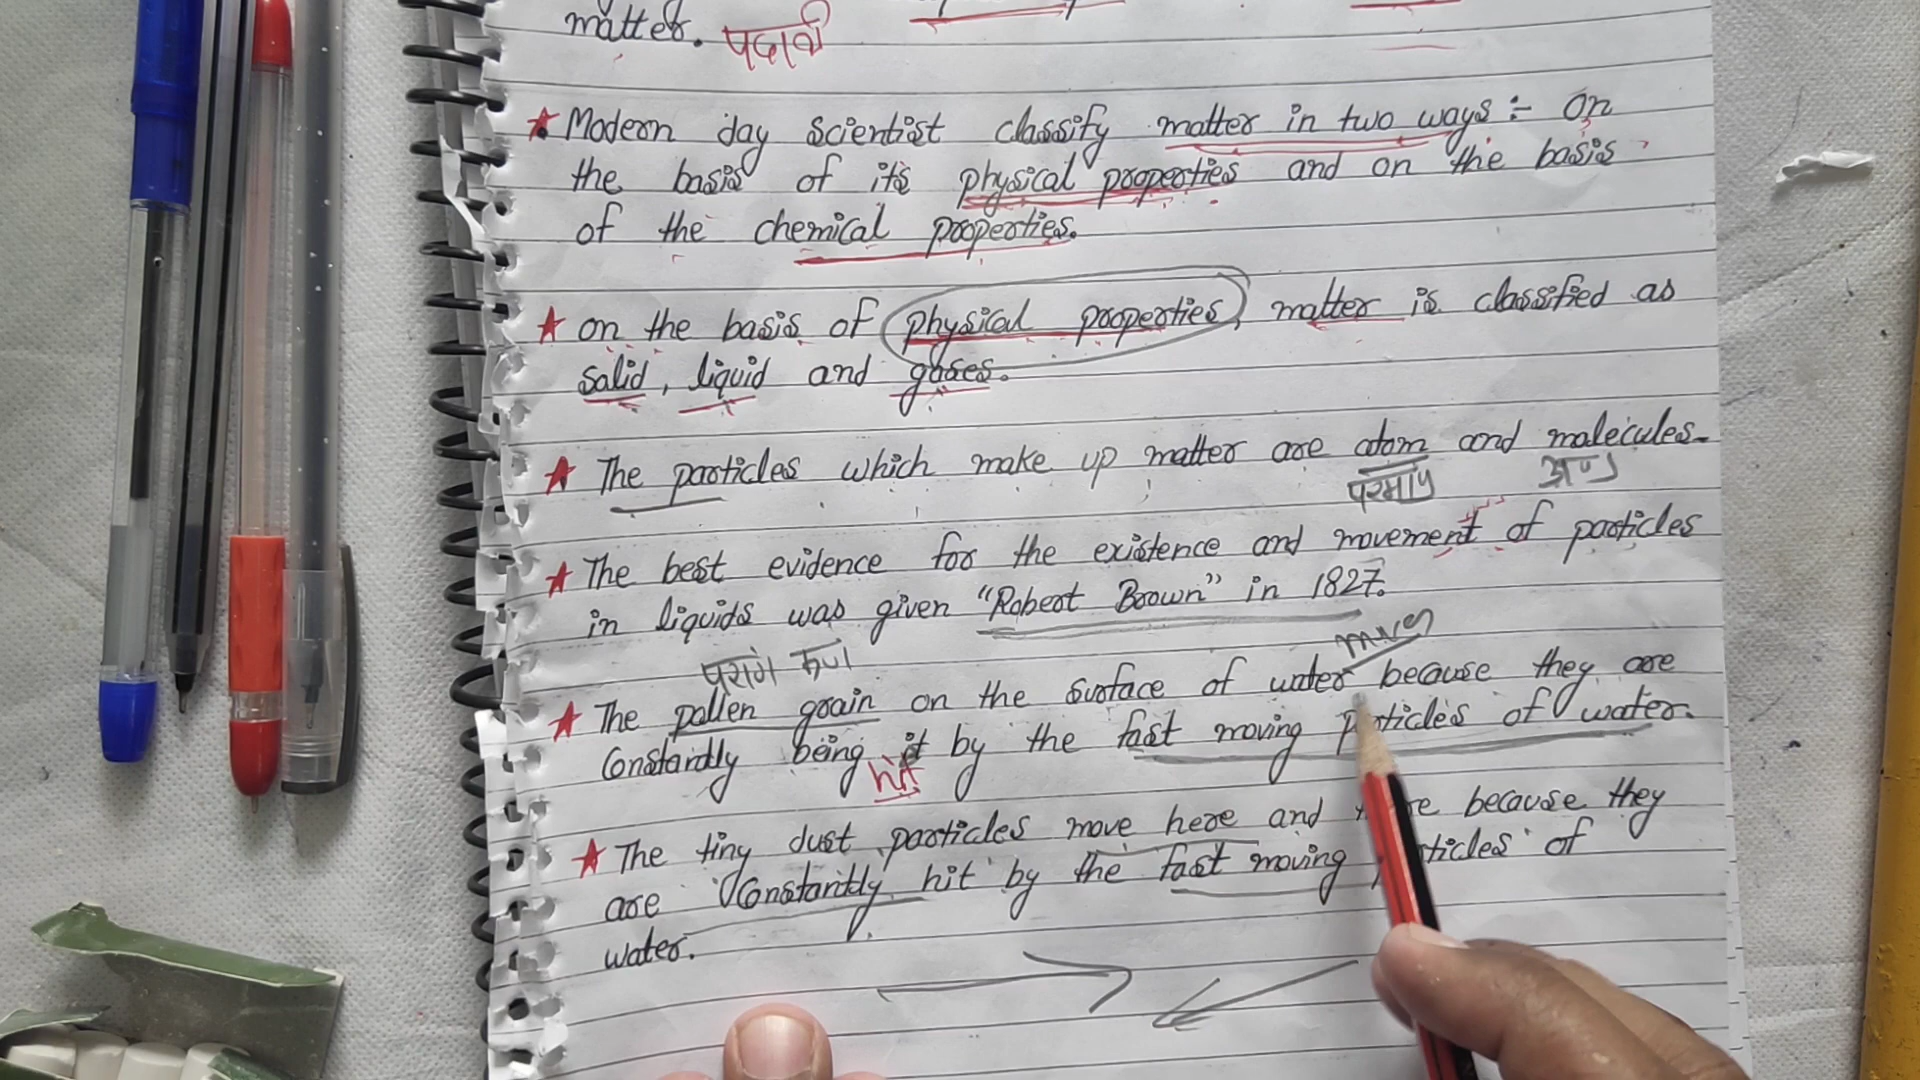 matter. पदार्थ
★ Modern day scientist classify matter in two ways :- On
the basis of its physical properties and on the basis
of the chemical properties.
★ on the basis of physical properties, matter is classified as
salid, liquid and gases.
★ The particles which make up matter are atom and molecules.
परमाणु अणु
★ The best evidence for the existence and movement of particles
in liquids was given "Robert Brown" in 1827.
पराग कण moves
★ The pollen grain on the surface of water because they are
Constantly being it by the fast moving particles of water.
hit
★ The tiny dust particles move here and because they
are Constantly hit by the fast moving of
water.